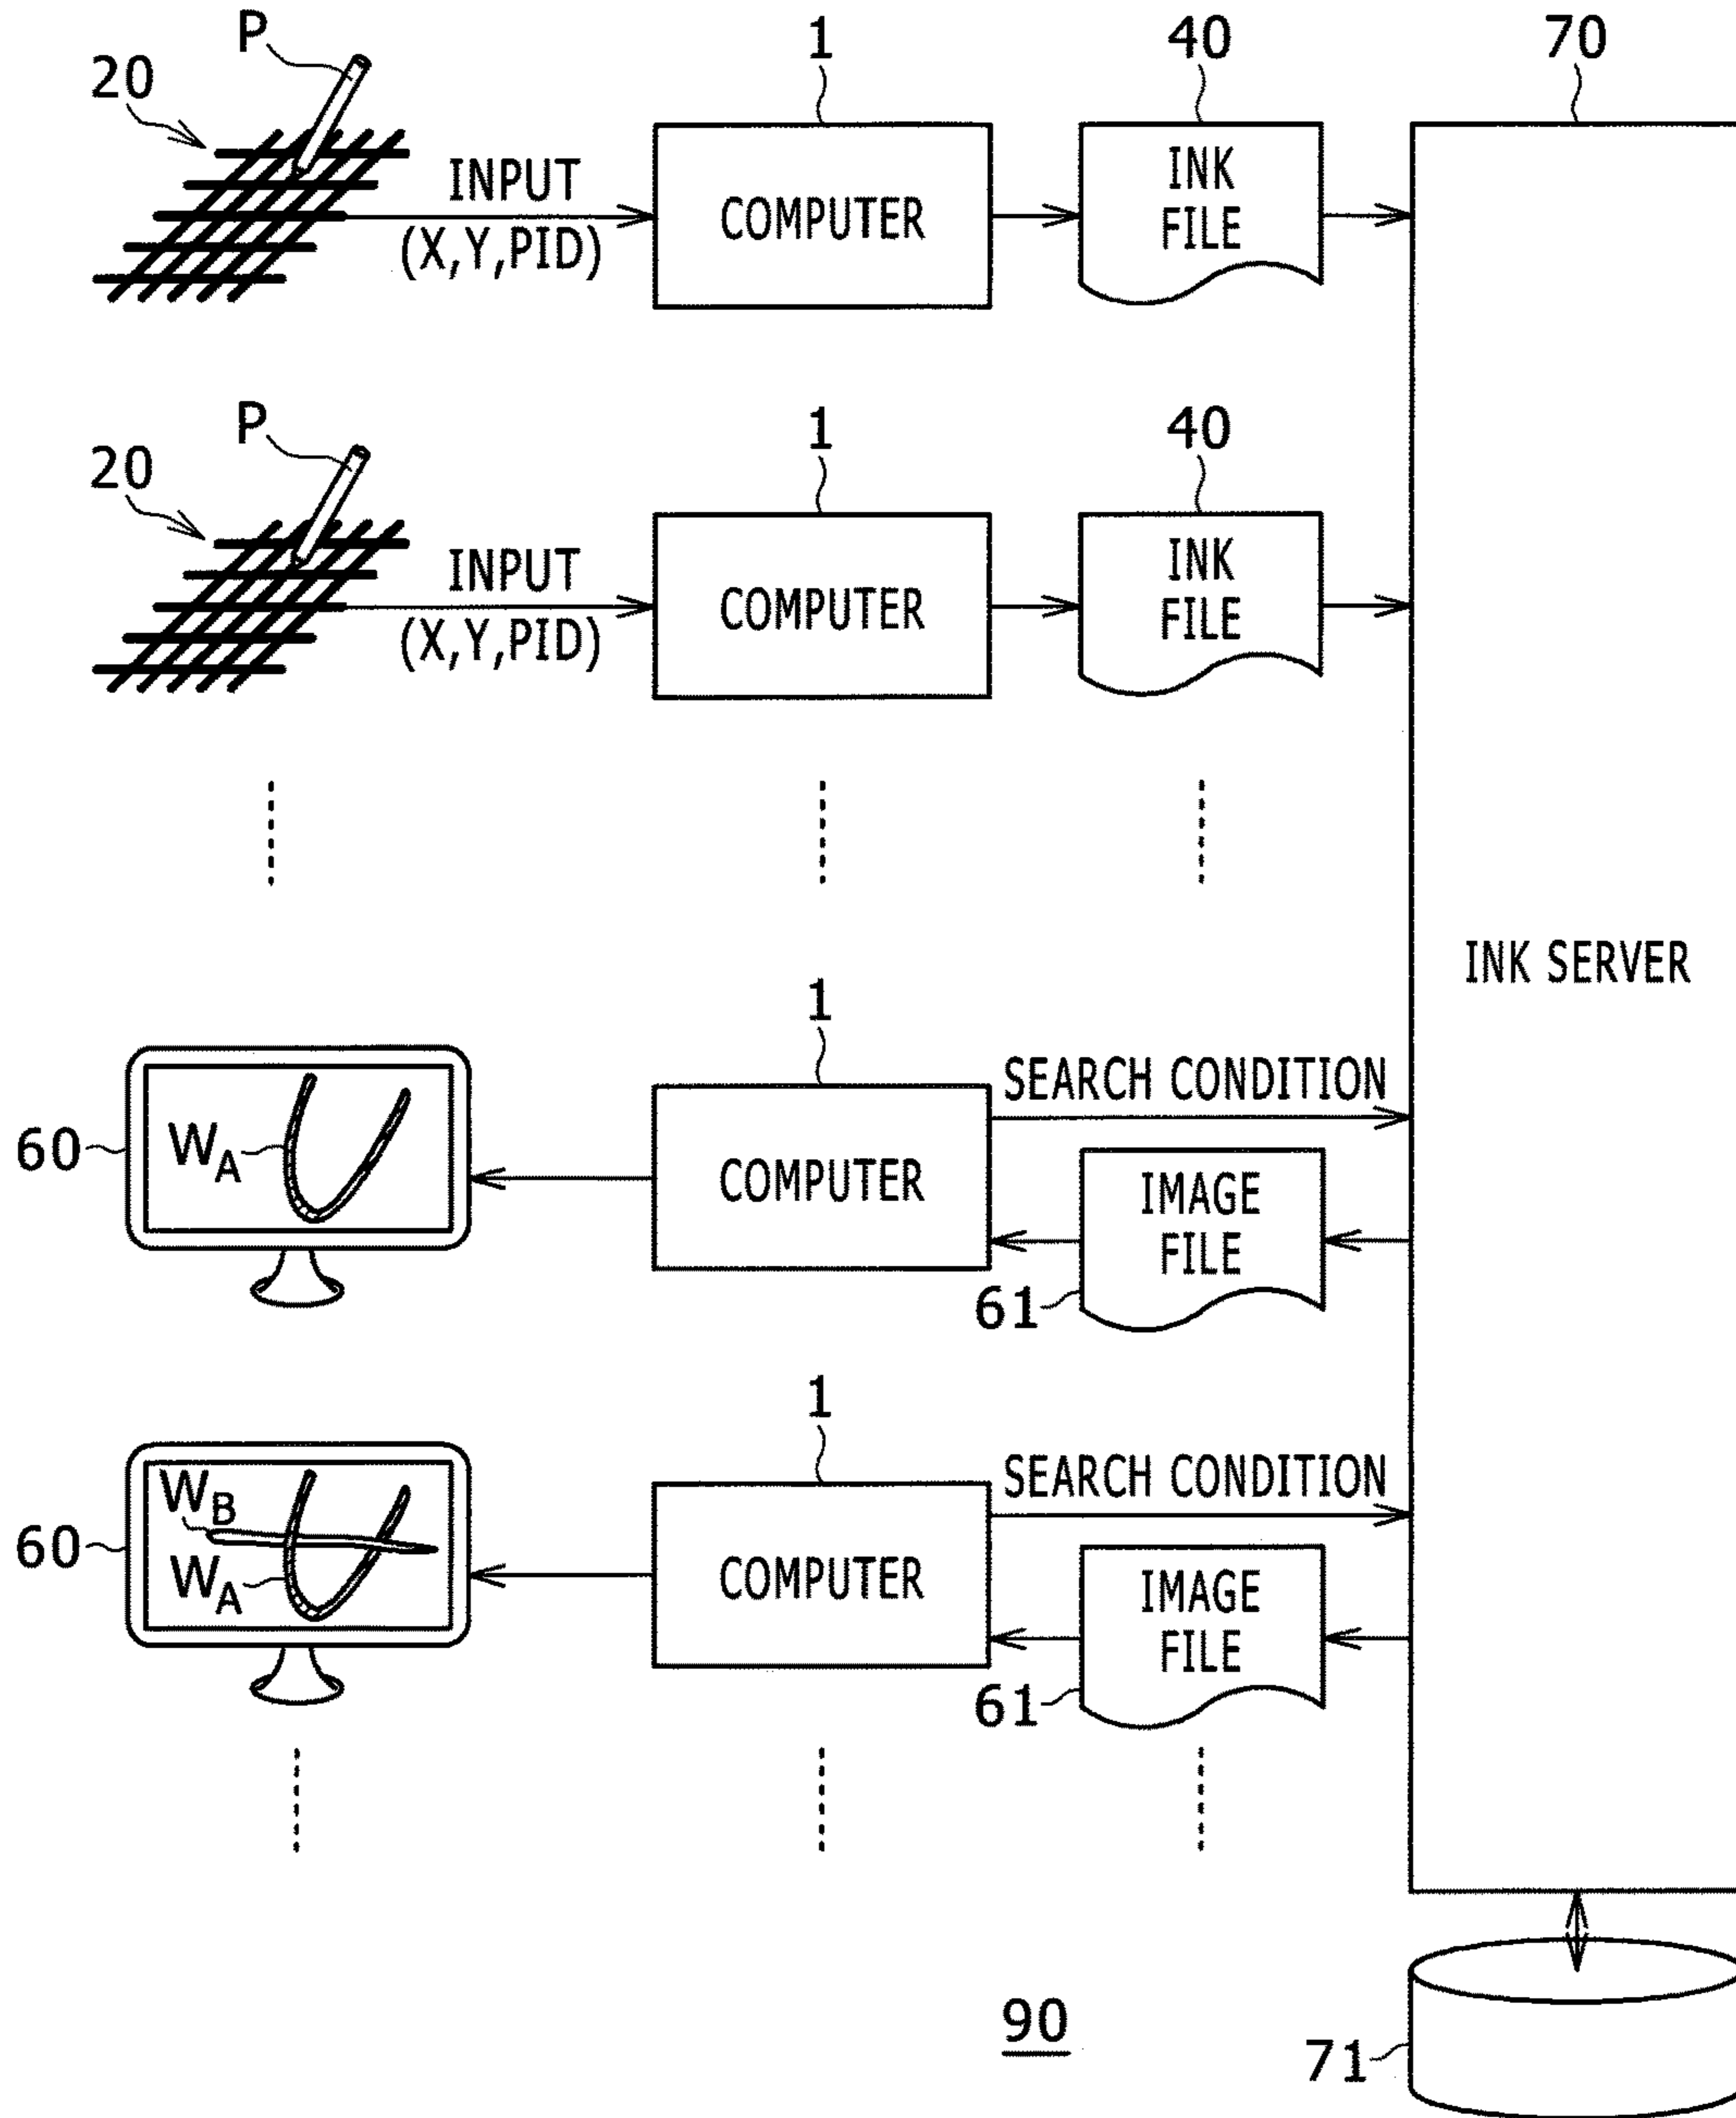 P
1
40
70
20
INPUT
(X,Y,PID)
COMPUTER
INK
FILE
P
1
40
20
INPUT
(X,Y,PID)
COMPUTER
INK
FILE
INK SERVER
1
SEARCH CONDITION
60
WA
COMPUTER
IMAGE
FILE
61
1
SEARCH CONDITION
WB
60
WA
COMPUTER
IMAGE
FILE
61
90
71